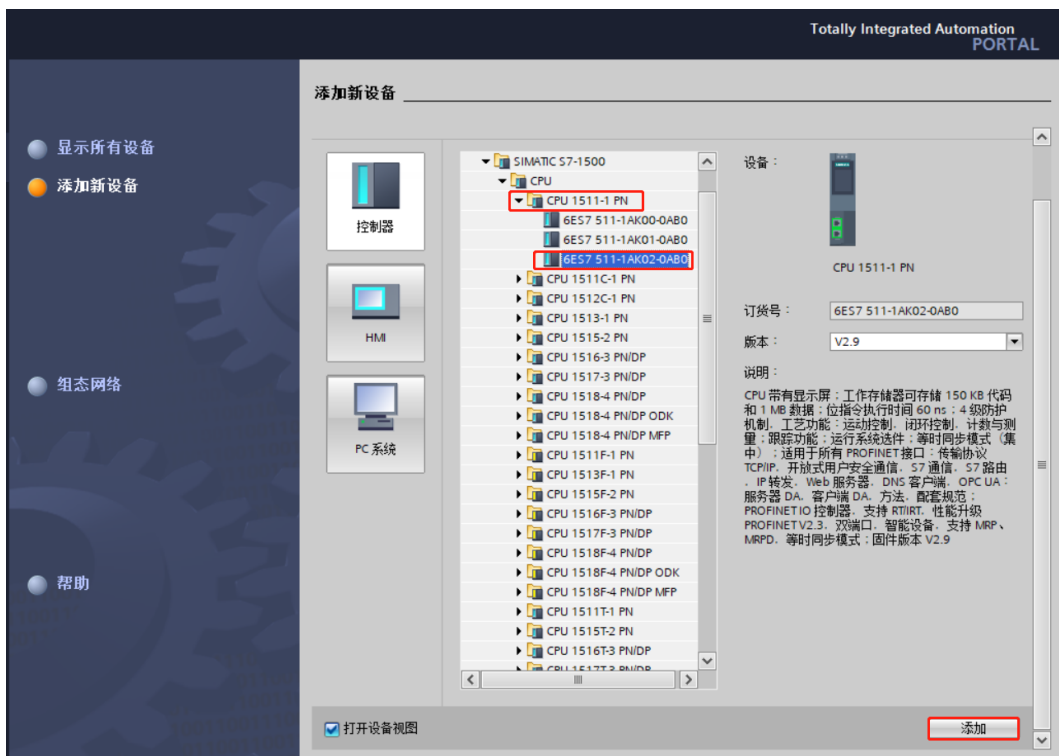 Totally Integrated Automation
PORTAL
添加新设备
显示所有设备
添加新设备
组态网络
帮助
控制器
HMI
PC 系统
SIMATIC S7-1500
CPU
CPU 1511-1 PN
6ES7 511-1AK00-0AB0
6ES7 511-1AK01-0AB0
6ES7 511-1AK02-0AB0
CPU 1511C-1 PN
CPU 1512C-1 PN
CPU 1513-1 PN
CPU 1515-2 PN
CPU 1516-3 PN/DP
CPU 1517-3 PN/DP
CPU 1518-4 PN/DP
CPU 1518-4 PN/DP ODK
CPU 1518-4 PN/DP MFP
CPU 1511F-1 PN
CPU 1513F-1 PN
CPU 1515F-2 PN
CPU 1516F-3 PN/DP
CPU 1517F-3 PN/DP
CPU 1518F-4 PN/DP
CPU 1518F-4 PN/DP ODK
CPU 1518F-4 PN/DP MFP
CPU 1511T-1 PN
CPU 1515T-2 PN
CPU 1516T-3 PN/DP
CPU 1517T-3 PN/DP
设备：
CPU 1511-1 PN
订货号： 6ES7 511-1AK02-0AB0
版本： V2.9
说明：
CPU 带有显示屏；工作存储器可存储 150 KB 代码
和 1 MB 数据；位指令执行时间 60 ns；4 级防护
机制．工艺功能：运动控制．闭环控制．计数与测
量；跟踪功能；运行系统选件；等时同步模式（集
中）；适用于所有 PROFINET接口：传输协议
TCP/IP．开放式用户安全通信．S7 通信．S7 路由
．IP 转发．Web 服务器．DNS 客户端．OPC UA：
服务器 DA．客户端 DA．方法．配套规范；
PROFINET IO 控制器．支持 RT/IRT．性能升级
PROFINET V2.3．双端口．智能设备．支持 MRP、
MRPD．等时同步模式；固件版本 V2.9
打开设备视图
添加